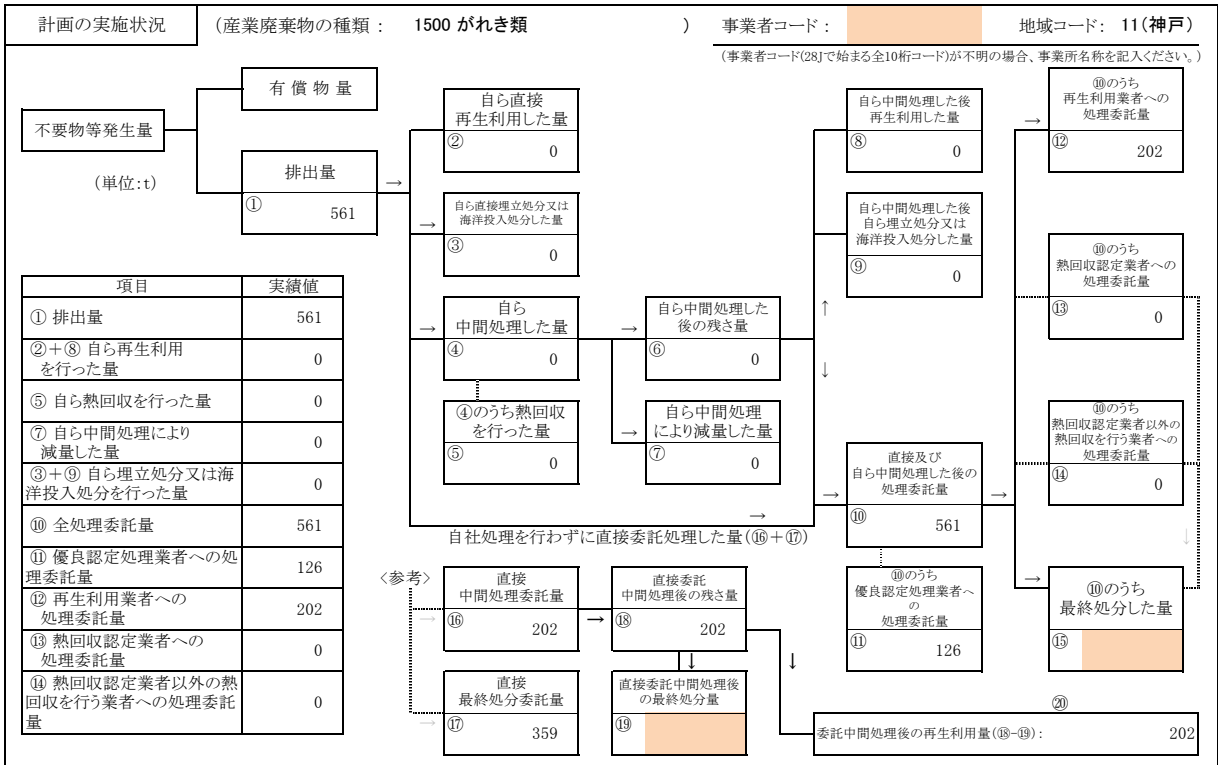 計画の実施状況 (産業廃棄物の種類： 1500 がれき類 ) 事業者コード： 地域コード： 11(神戸)
(事業者コード(28Jで始まる全10桁コード)が不明の場合、事業所名称を記入ください。)
不要物等発生量
(単位:t)
有 償 物 量
排出量
→
① 561
自ら直接
再生利用した量
② 0
→
自ら直接埋立処分又は
海洋投入処分した量
③ 0
→
自ら
中間処理した量
④ 0
④のうち熱回収
を行った量
⑤ 0
→
自ら中間処理した
後の残さ量
⑥ 0
→
自ら中間処理
により減量した量
⑦ 0
自ら中間処理した後
再生利用した量
⑧ 0
自ら中間処理した後
自ら埋立処分又は
海洋投入処分した量
⑨ 0
↑
↓
→
直接及び
自ら中間処理した後の
処理委託量
⑩ 561
→
⑩のうち
優良認定処理業者へ
の
処理委託量
⑪ 126
→
⑩のうち
再生利用業者への
処理委託量
⑫ 202
⑩のうち
熱回収認定業者への
処理委託量
⑬ 0
⑩のうち
熱回収認定業者以外の
熱回収を行う業者への
処理委託量
⑭ 0
↓
→
⑩のうち
最終処分した量
⑮
→
自社処理を行わずに直接委託処理した量(⑯＋⑰)
項目 実績値
① 排出量 561
②＋⑧ 自ら再生利用
を行った量 0
⑤ 自ら熱回収を行った量 0
⑦ 自ら中間処理により
減量した量 0
③＋⑨ 自ら埋立処分又は海
洋投入処分を行った量 0
⑩ 全処理委託量 561
⑪ 優良認定処理業者への処
理委託量 126
⑫ 再生利用業者への
処理委託量 202
⑬ 熱回収認定業者への
処理委託量 0
⑭ 熱回収認定業者以外の熱
回収を行う業者への処理委託
量 0
〈参考〉
→
直接
中間処理委託量
⑯ 202
→
直接委託
中間処理後の残さ量
⑱ 202
↓
↓
→
直接
最終処分委託量
⑰ 359
直接委託中間処理後
の最終処分量
⑲
⑳
委託中間処理後の再生利用量(⑱-⑲)： 202